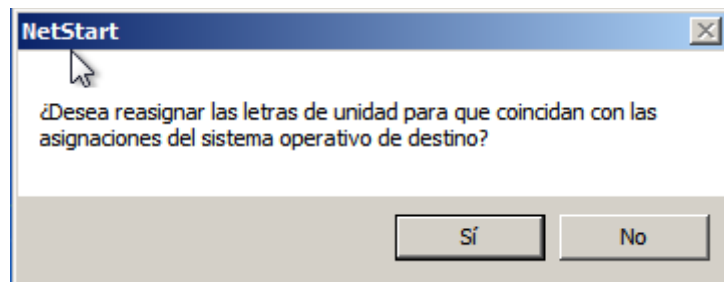 NetStart
¿Desea reasignar las letras de unidad para que coincidan con las
asignaciones del sistema operativo de destino?
Sí
No